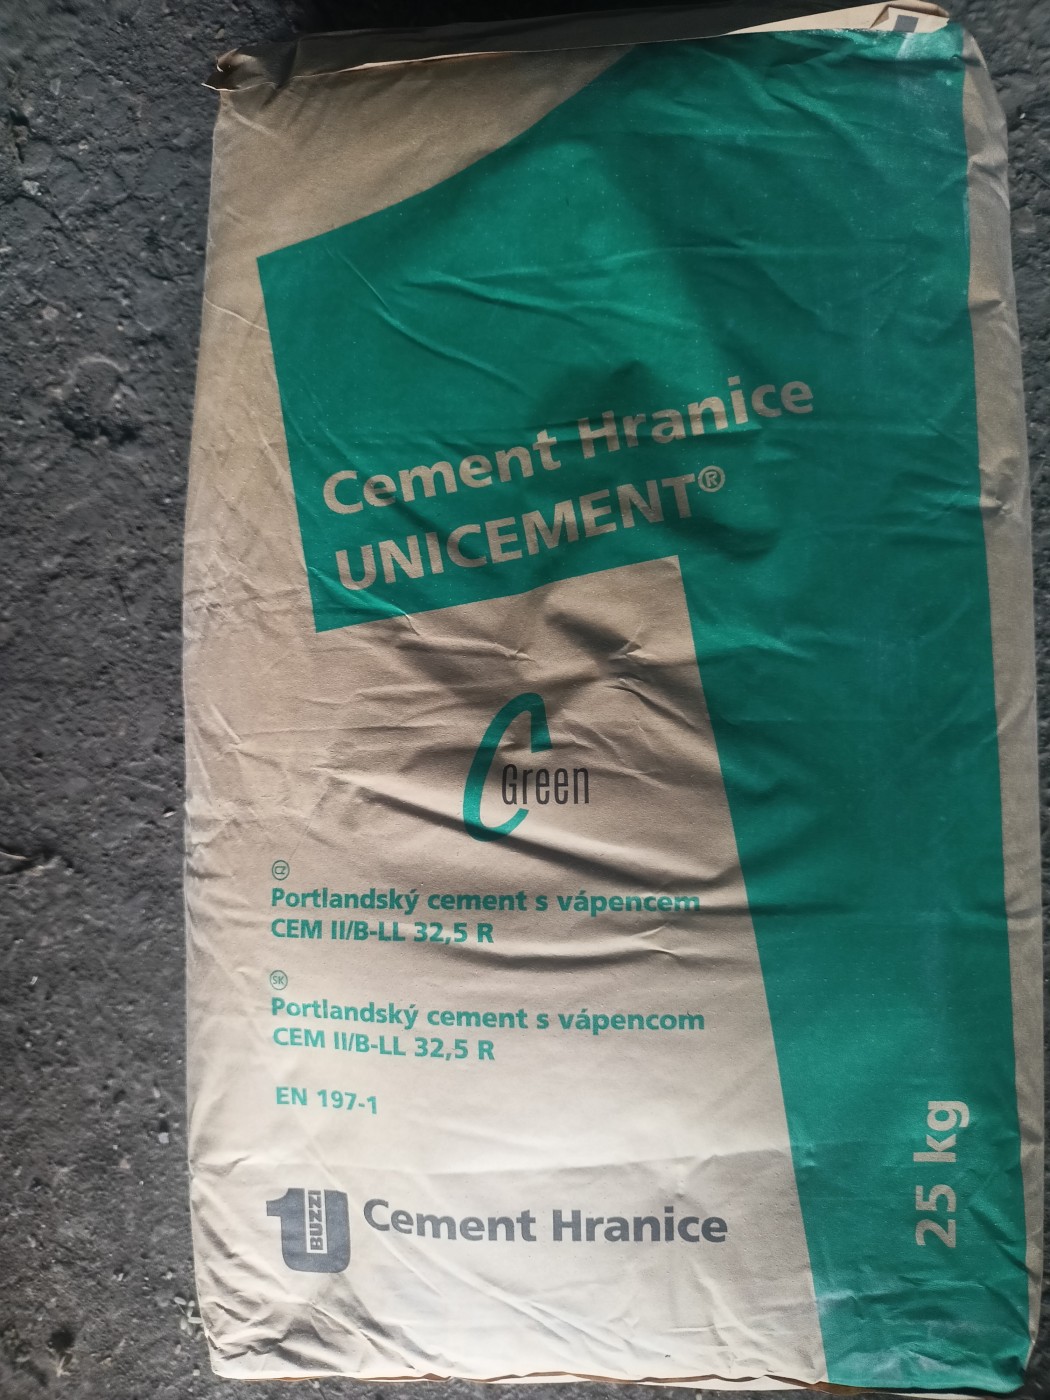 Cement Hranice
UNICEMENT®
C Green
CZ
Portlandský cement s vápencem
CEM II/B-LL 32,5 R
SK
Portlandský cement s vápencom
CEM II/B-LL 32,5 R
EN 197-1
25 kg
BUZZI
Cement Hranice